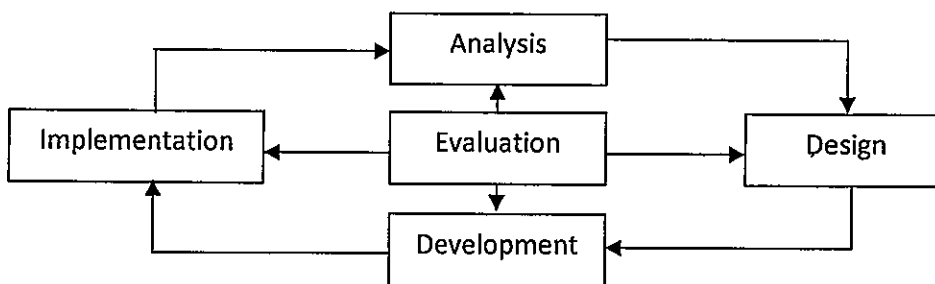 Analysis
Implementation
Evaluation
Design
Development